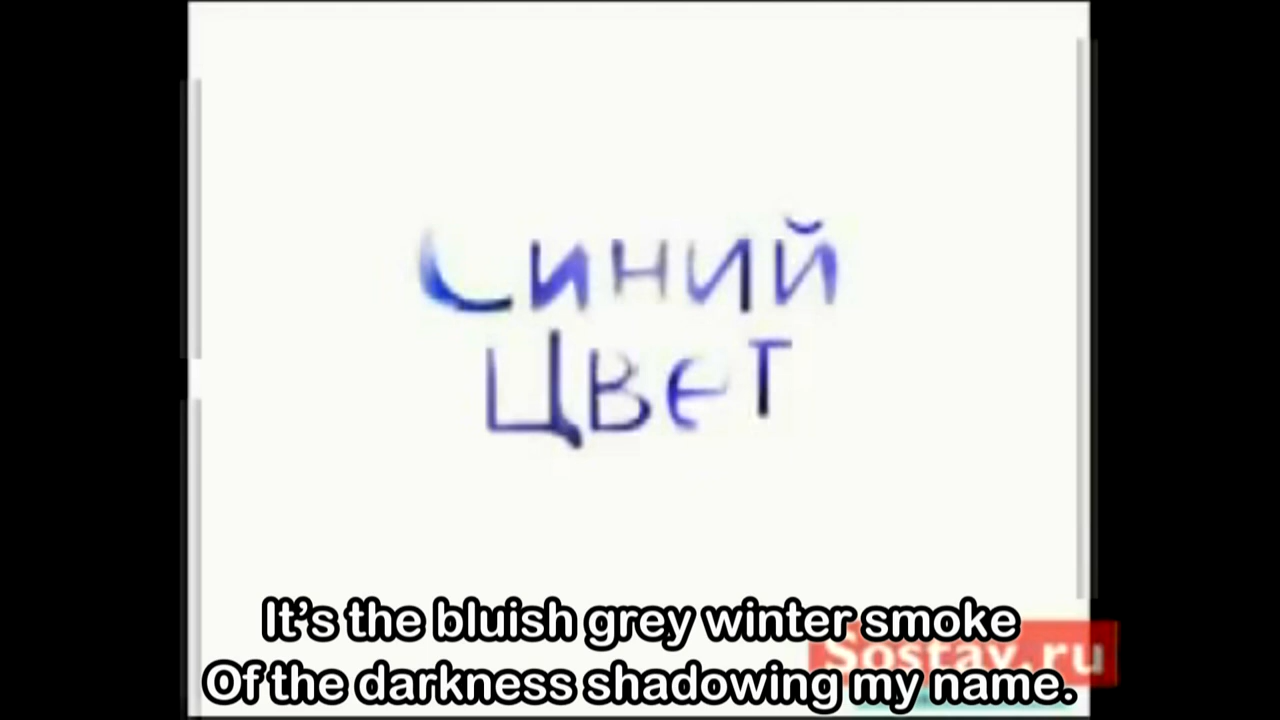 Синий
цвет
It's the bluish grey winter smoke
Sostav.ru
Of the darkness shadowing my name.